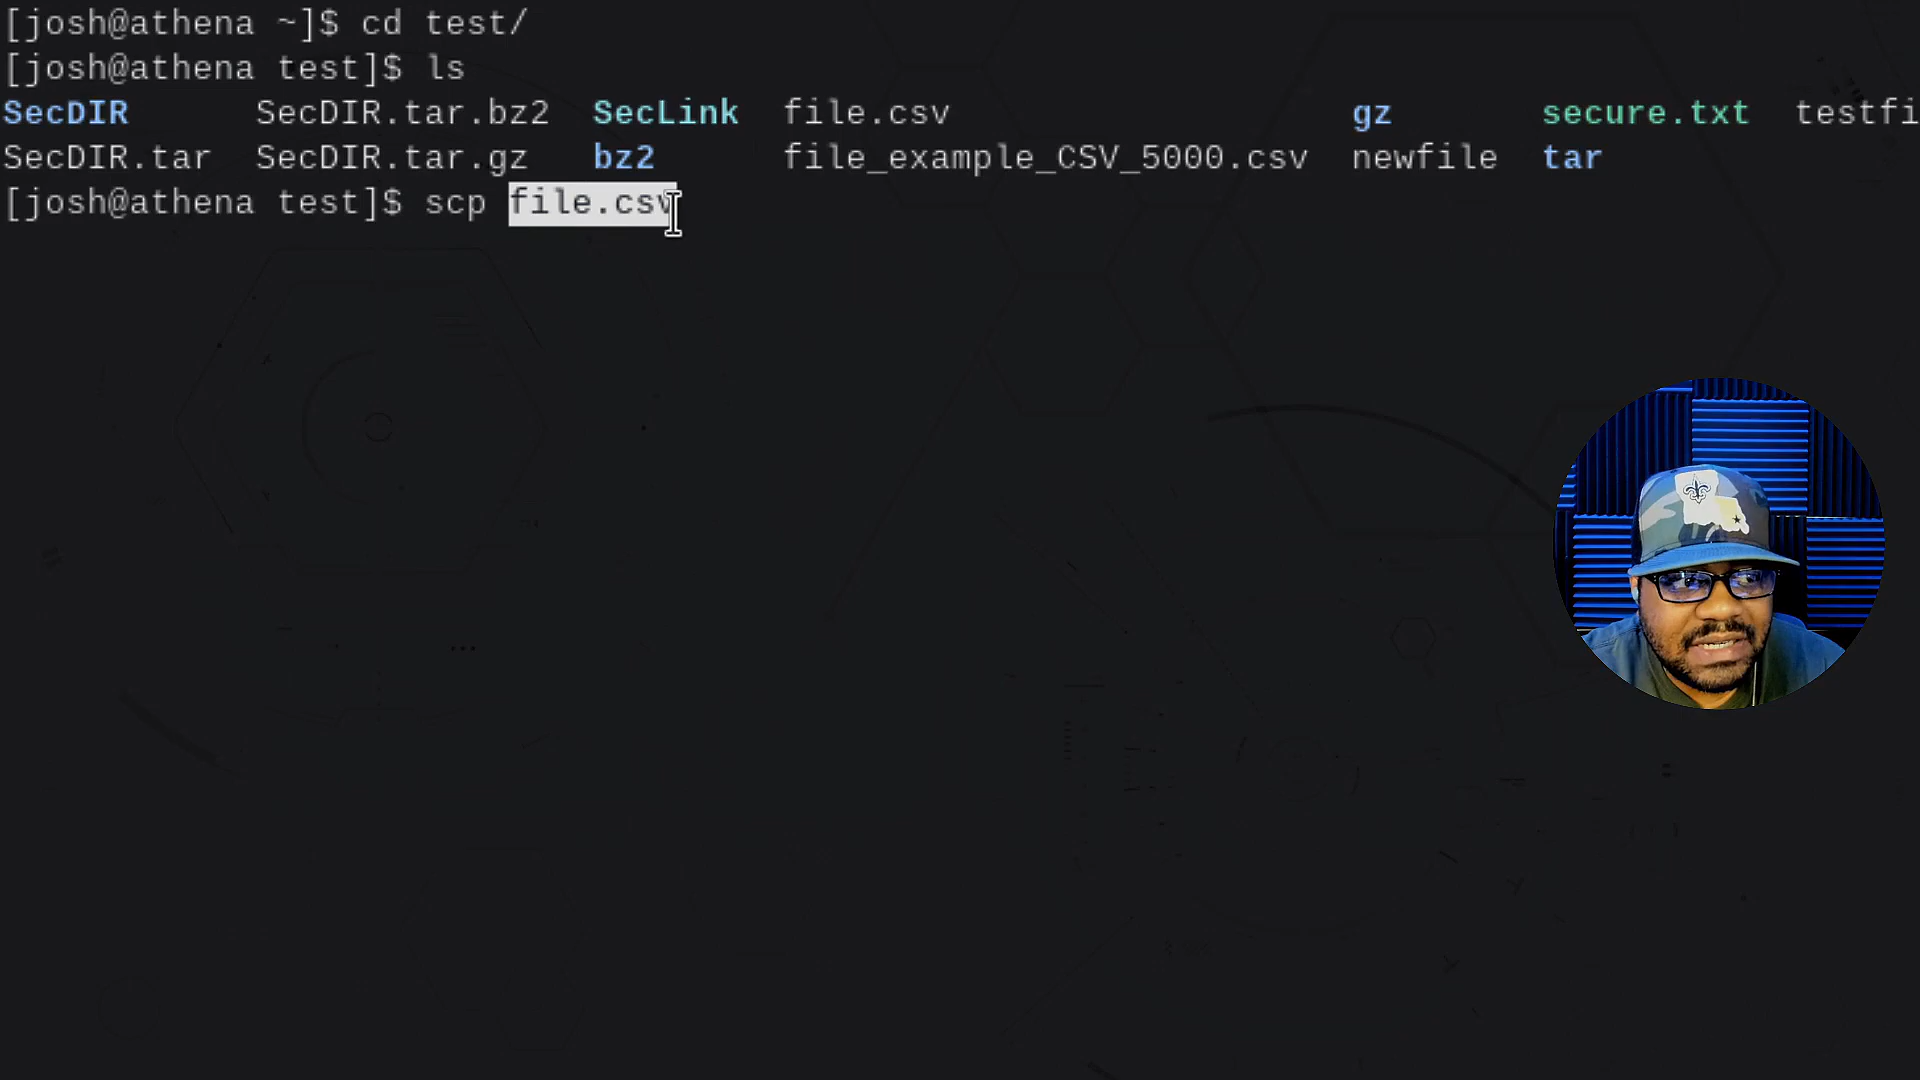 [josh@athena ~]$ cd test/
[josh@athena test]$ ls
SecDIR SecDIR.tar.bz2 SecLink file.csv gz secure.txt testfi
SecDIR.tar SecDIR.tar.gz bz2 file_example_CSV_5000.csv newfile tar
[josh@athena test]$ scp file.csv